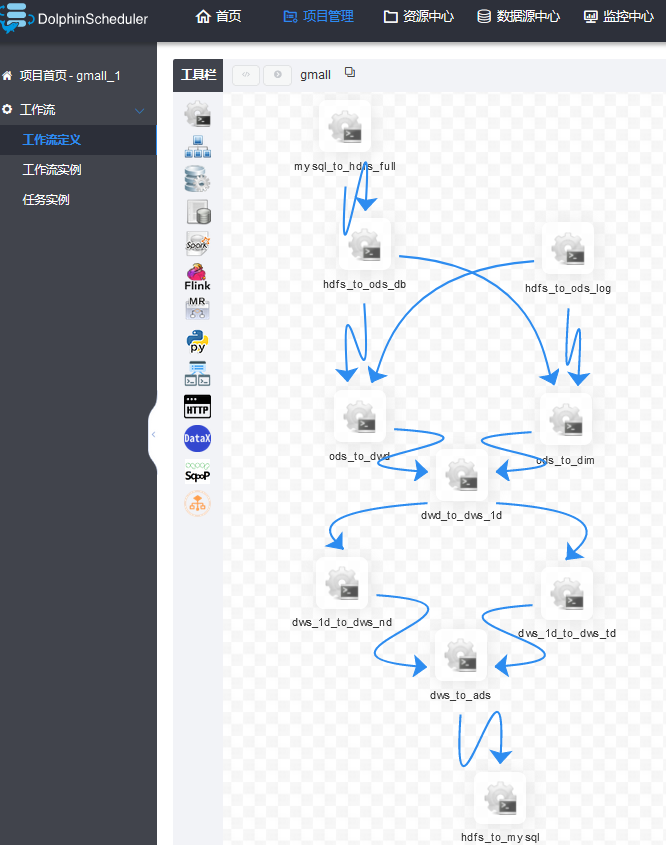 DolphinScheduler
首页
项目管理
资源中心
数据源中心
监控中心
项目首页 - gmall_1
工作流
工作流定义
工作流实例
任务实例
工具栏
gmall
Spark
Flink
MR
py
HTTP
DataX
Sqoop
mysql_to_hdfs_full
hdfs_to_ods_db
hdfs_to_ods_log
ods_to_dwd
ods_to_dim
dwd_to_dws_1d
dws_1d_to_dws_nd
dws_1d_to_dws_td
dws_to_ads
hdfs_to_mysql